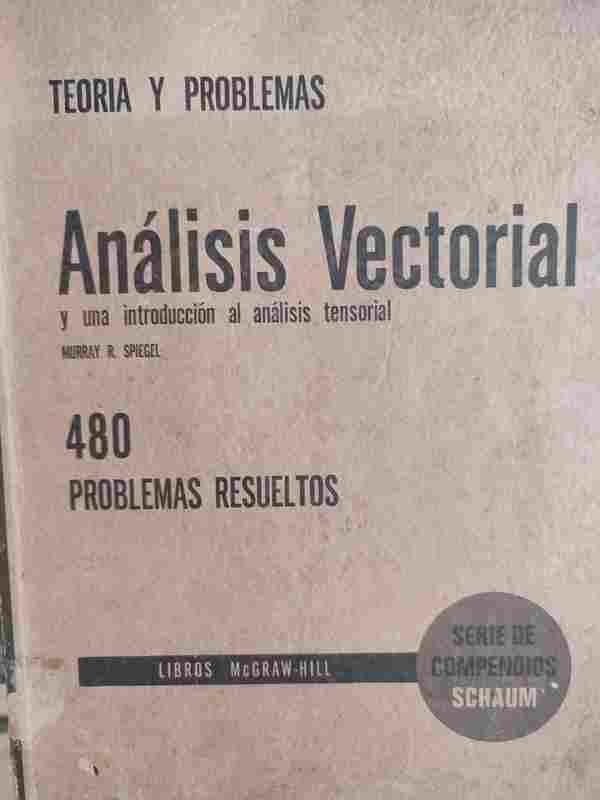 TEORIA Y PROBLEMAS
Análisis Vectorial
y una introducción al análisis tensorial
MURRAY R. SPIEGEL
480
PROBLEMAS RESUELTOS
LIBROS McGRAW-HILL
SERIE DE
COMPENDIOS
SCHAUM